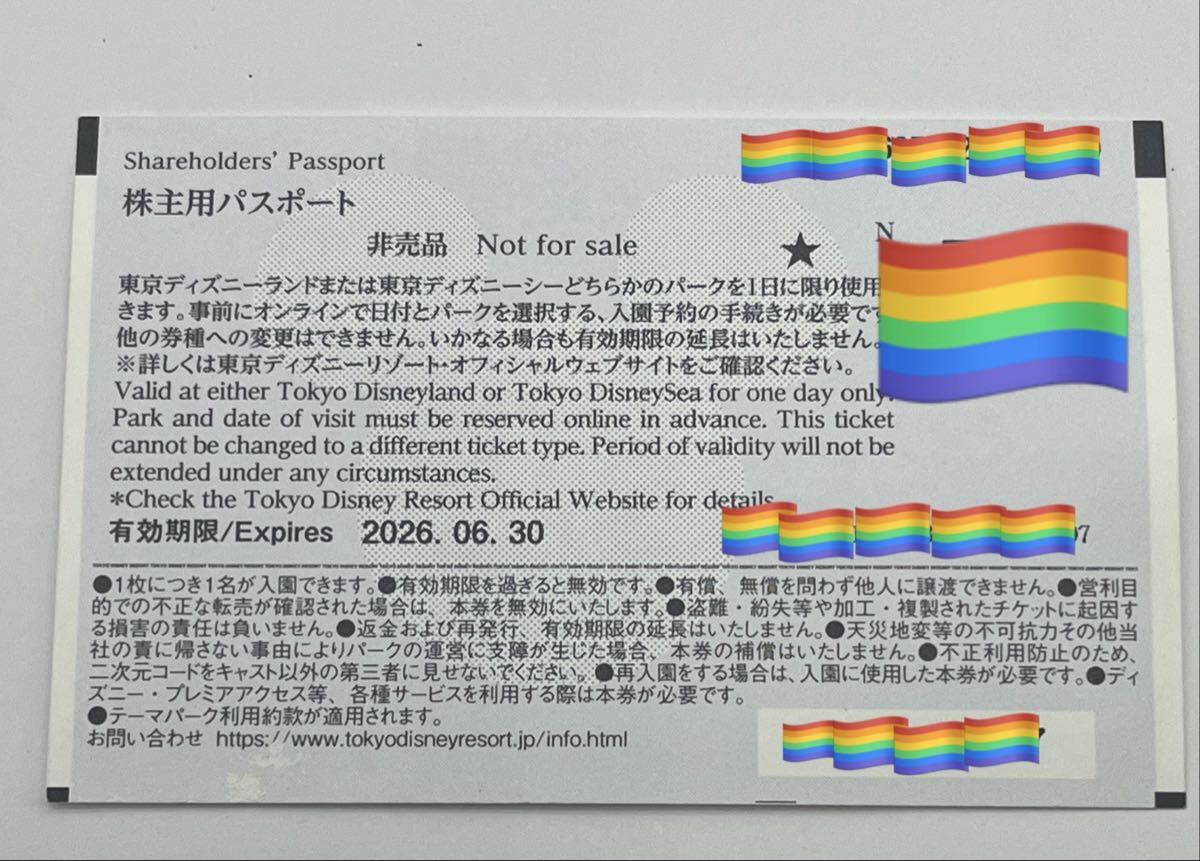 Shareholders' Passport
株主用パスポート
非売品 Not for sale
★
N
東京ディズニーランドまたは東京ディズニーシーどちらかのパークを1日に限り使用
きます。事前にオンラインで日付とパークを選択する、入園予約の手続きが必要です
他の券種への変更はできません。いかなる場合も有効期限の延長はいたしません。
※詳しくは東京ディズニーリゾート・オフィシャルウェブサイトをご確認ください。
Valid at either Tokyo Disneyland or Tokyo DisneySea for one day only.
Park and date of visit must be reserved online in advance. This ticket
cannot be changed to a different ticket type. Period of validity will not be
extended under any circumstances.
*Check the Tokyo Disney Resort Official Website for details
有効期限/Expires 2026. 06. 30
7
●1枚につき1名が入園できます。●有効期限を過ぎると無効です。●有償、無償を問わず他人に譲渡できません。●営利目
的での不正な転売が確認された場合は、本券を無効にいたします。●盗難・紛失等や加工・複製されたチケットに起因す
る損害の責任は負いません。●返金および再発行、有効期限の延長はいたしません。●天災地変等の不可抗力その他当
社の責に帰さない事由によりパークの運営に支障が生じた場合、本券の補償はいたしません。●不正利用防止のため、
二次元コードをキャスト以外の第三者に見せないでください。●再入園をする場合は、入園に使用した本券が必要です。●ディ
ズニー・プレミアアクセス等、各種サービスを利用する際は本券が必要です。
●テーマパーク利用約款が適用されます。
お問い合わせ https://www.tokyodisneyresort.jp/info.html